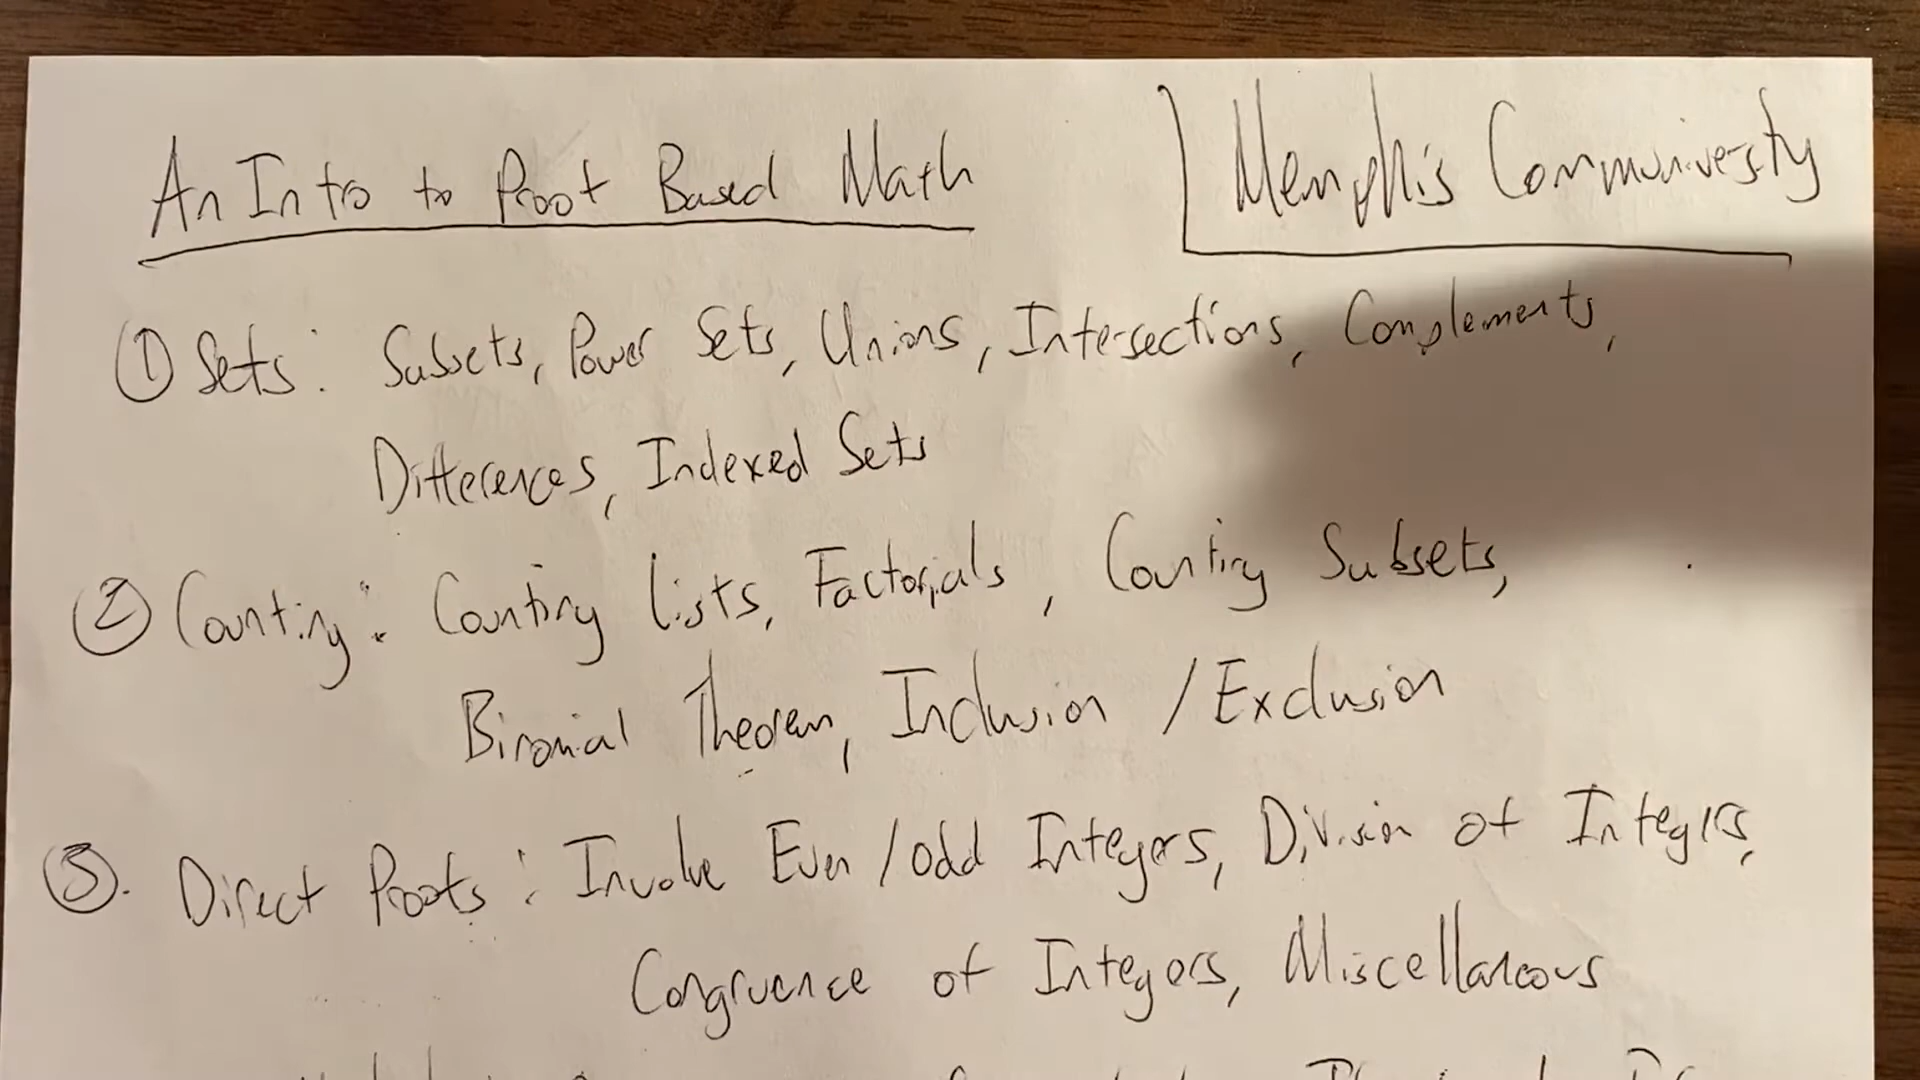 An Intro to Proof Based Math
Memphis Communiversity
① Sets: Subsets, Power Sets, Unions, Intersections, Complements,
Differences, Indexed Sets
② Counting: Counting Lists, Factorials, Counting Subsets,
Binomial Theorem, Inclusion / Exclusion
③. Direct Proofs: Involve Even / Odd Integers, Division of Integers,
Congruence of Integers, Miscellaneous